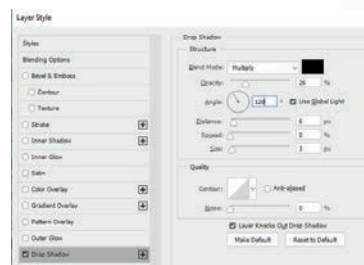 Layer Style
Styles
Blending Options
Bevel & Emboss
Contour
Texture
Stroke
Inner Shadow
Inner Glow
Satin
Color Overlay
Gradient Overlay
Pattern Overlay
Outer Glow
Drop Shadow
Drop Shadow
Structure
Blend Mode: Multiply
Opacity: 26 %
Angle: 120 ° Use Global Light
Distance: 6 px
Spread: 0 %
Size: 3 px
Quality
Contour: Anti-aliased
Noise: 0 %
Layer Knocks Out Drop Shadow
Make Default Reset to Default